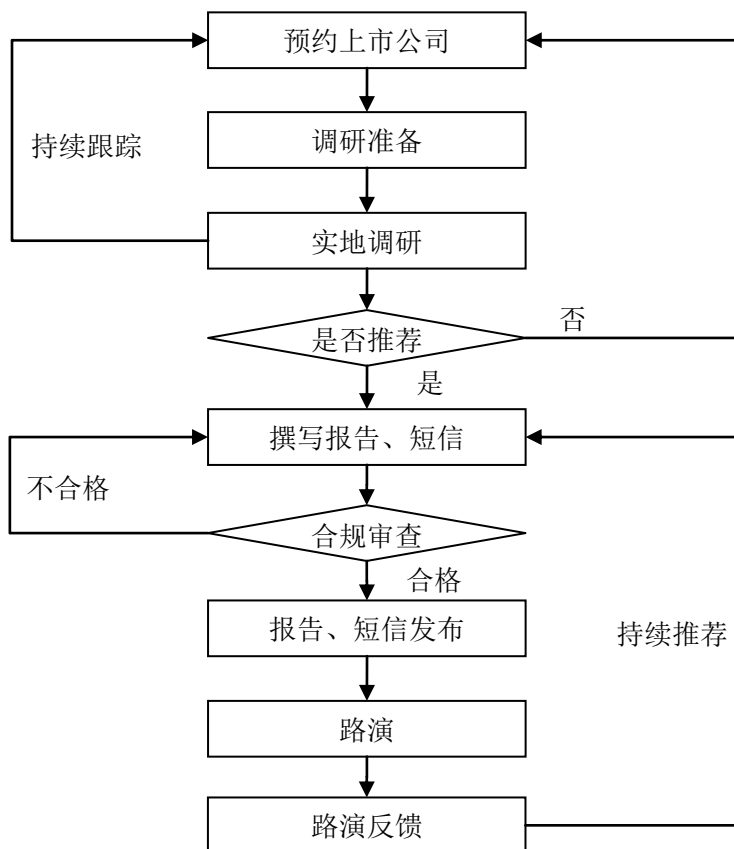 预约上市公司
调研准备
持续跟踪
实地调研
否
是否推荐
是
撰写报告、短信
不合格
合规审查
合格
报告、短信发布
持续推荐
路演
路演反馈